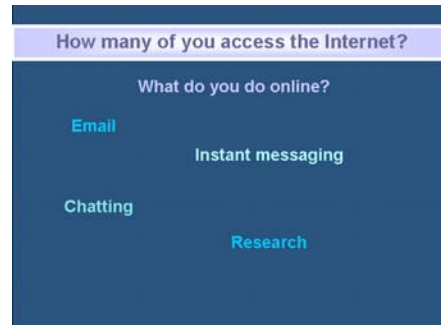 How many of you access the Internet?
What do you do online?
Email
Instant messaging
Chatting
Research